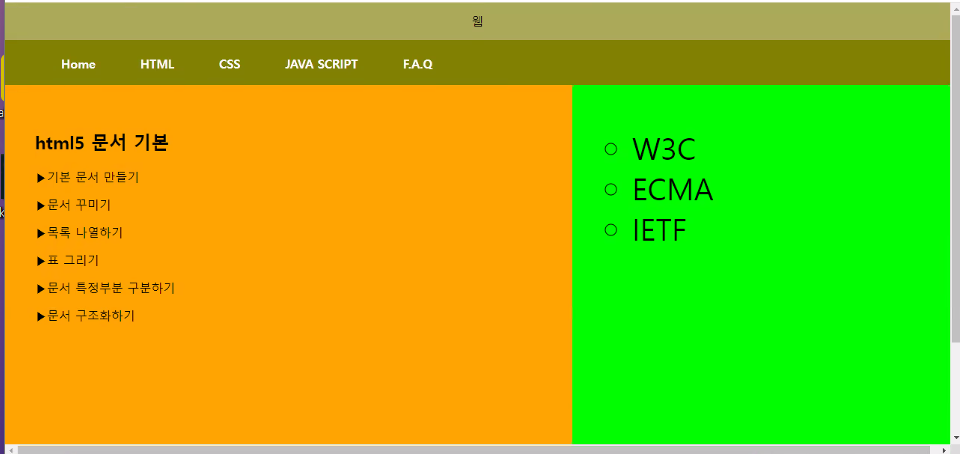 웹
Home HTML CSS JAVA SCRIPT F.A.Q
html5 문서 기본
▶기본 문서 만들기
▶문서 꾸미기
▶목록 나열하기
▶표 그리기
▶문서 특정부분 구분하기
▶문서 구조화하기
W3C
ECMA
IETF